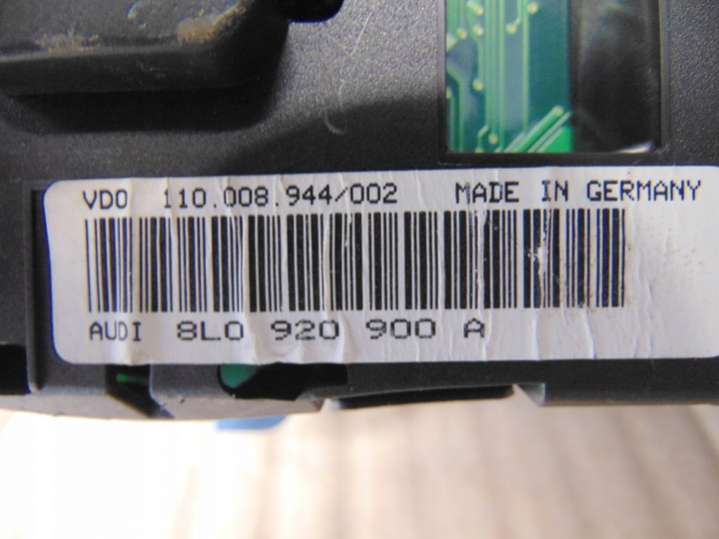 VDO 110.008.944/002 MADE IN GERMANY
AUDI 8L0 920 900 A